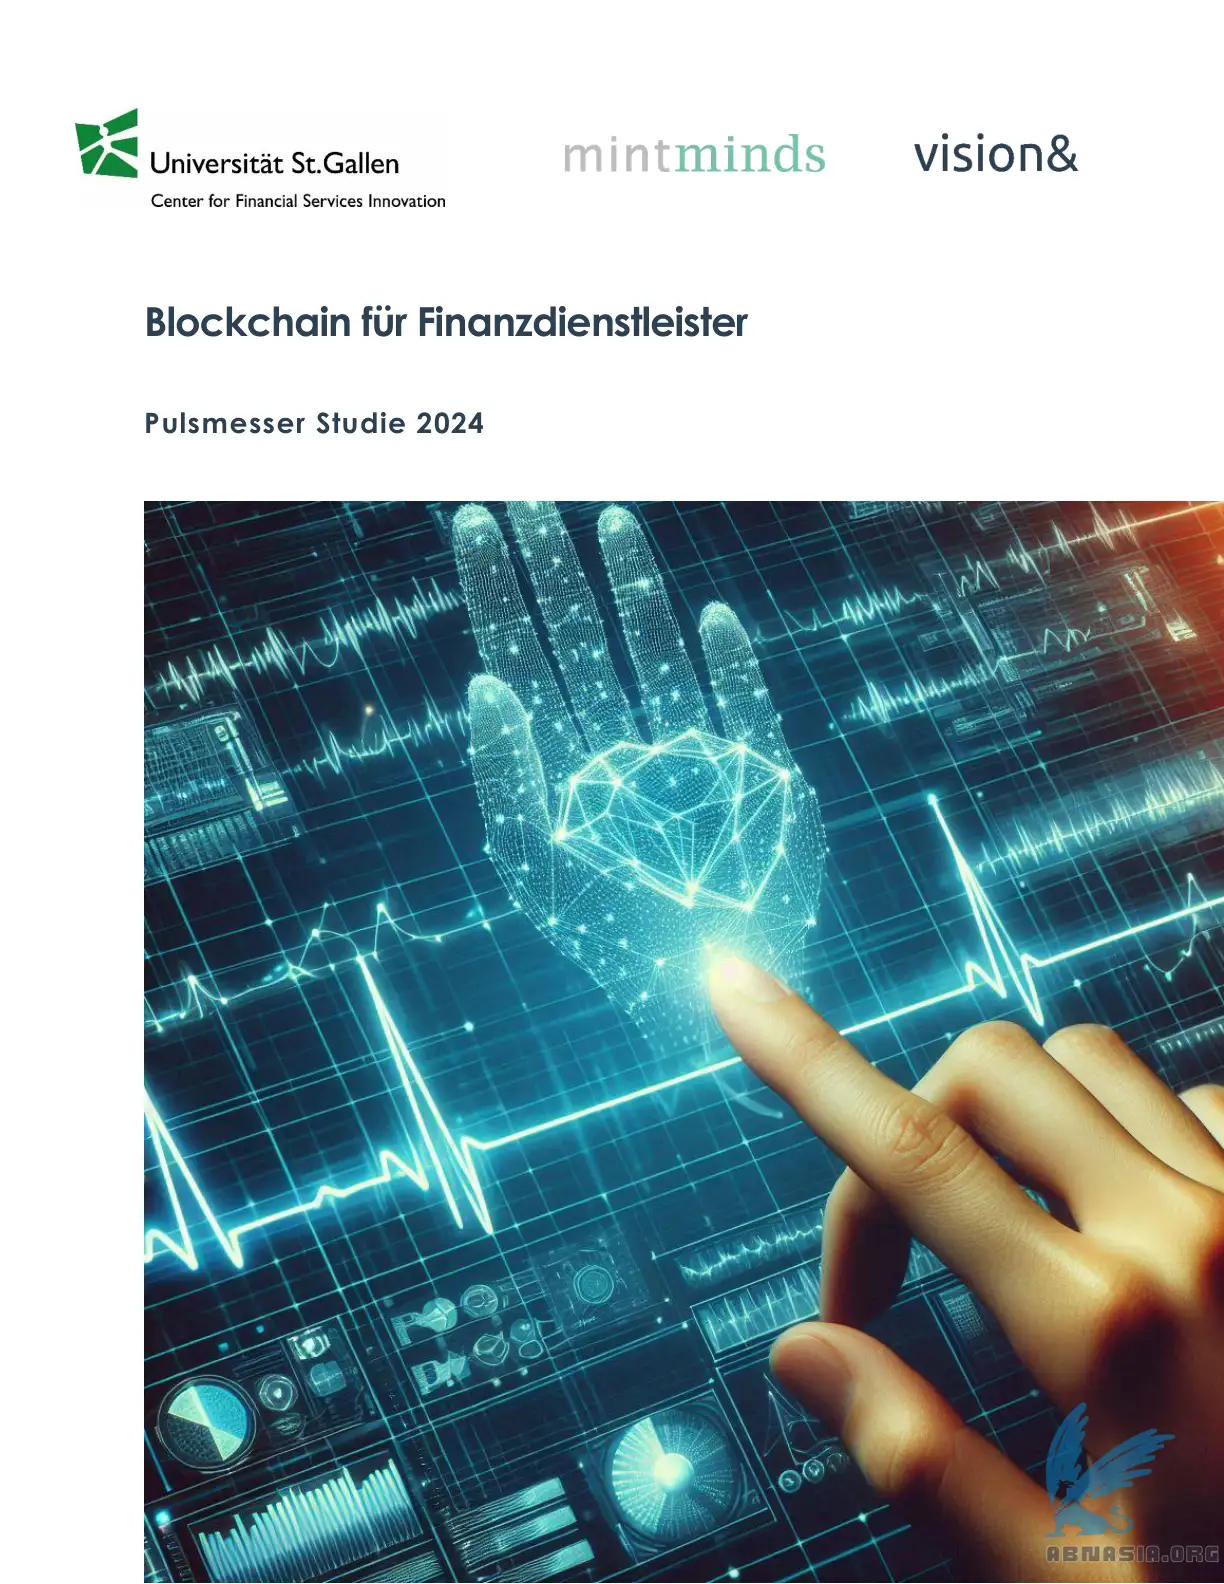 Universität St.Gallen
Center for Financial Services Innovation
mintminds
vision&
Blockchain für Finanzdienstleister
Pulsmesser Studie 2024
ABNASIA.ORG